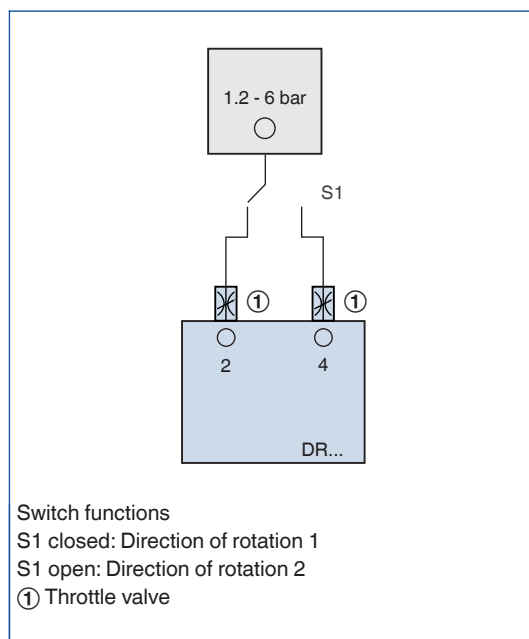 1.2 - 6 bar
S1
① ①
2 4
DR...
Switch functions
S1 closed: Direction of rotation 1
S1 open: Direction of rotation 2
① Throttle valve